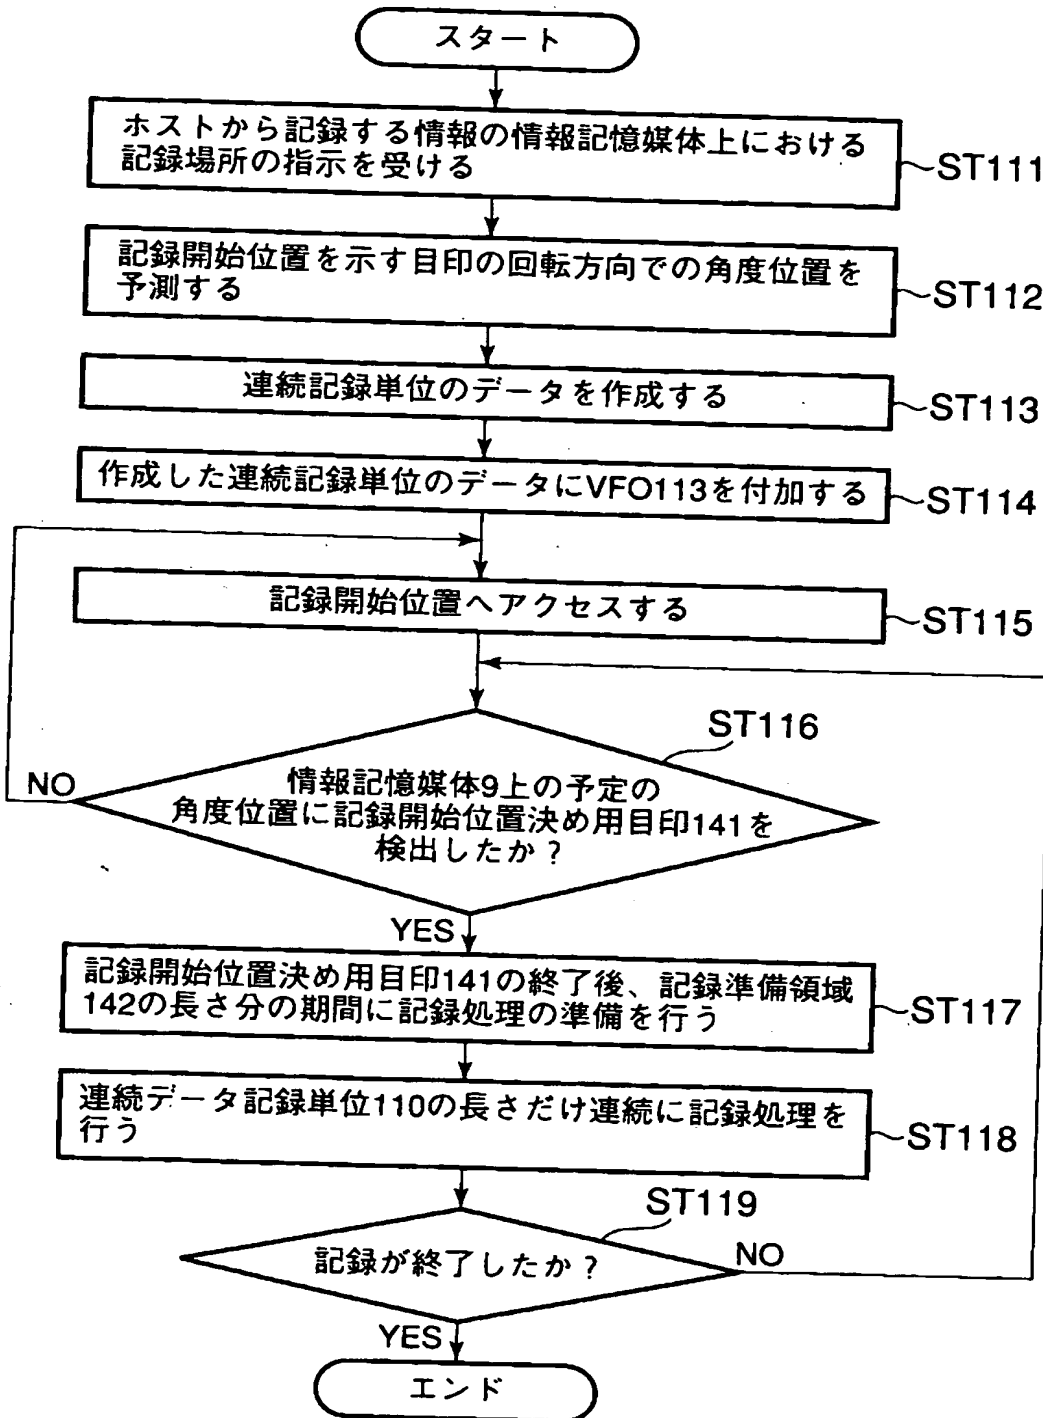 スタート
ホストから記録する情報の情報記憶媒体上における
記録場所の指示を受ける
ST111
記録開始位置を示す目印の回転方向での角度位置を
予測する
ST112
連続記録単位のデータを作成する
ST113
作成した連続記録単位のデータにVFO113を付加する
ST114
記録開始位置へアクセスする
ST115
ST116
NO
情報記憶媒体9上の予定の
角度位置に記録開始位置決め用目印141を
検出したか？
YES
記録開始位置決め用目印141の終了後、記録準備領域
142の長さ分の期間に記録処理の準備を行う
ST117
連続データ記録単位110の長さだけ連続に記録処理を
行う
ST118
ST119
記録が終了したか？
NO
YES
エンド